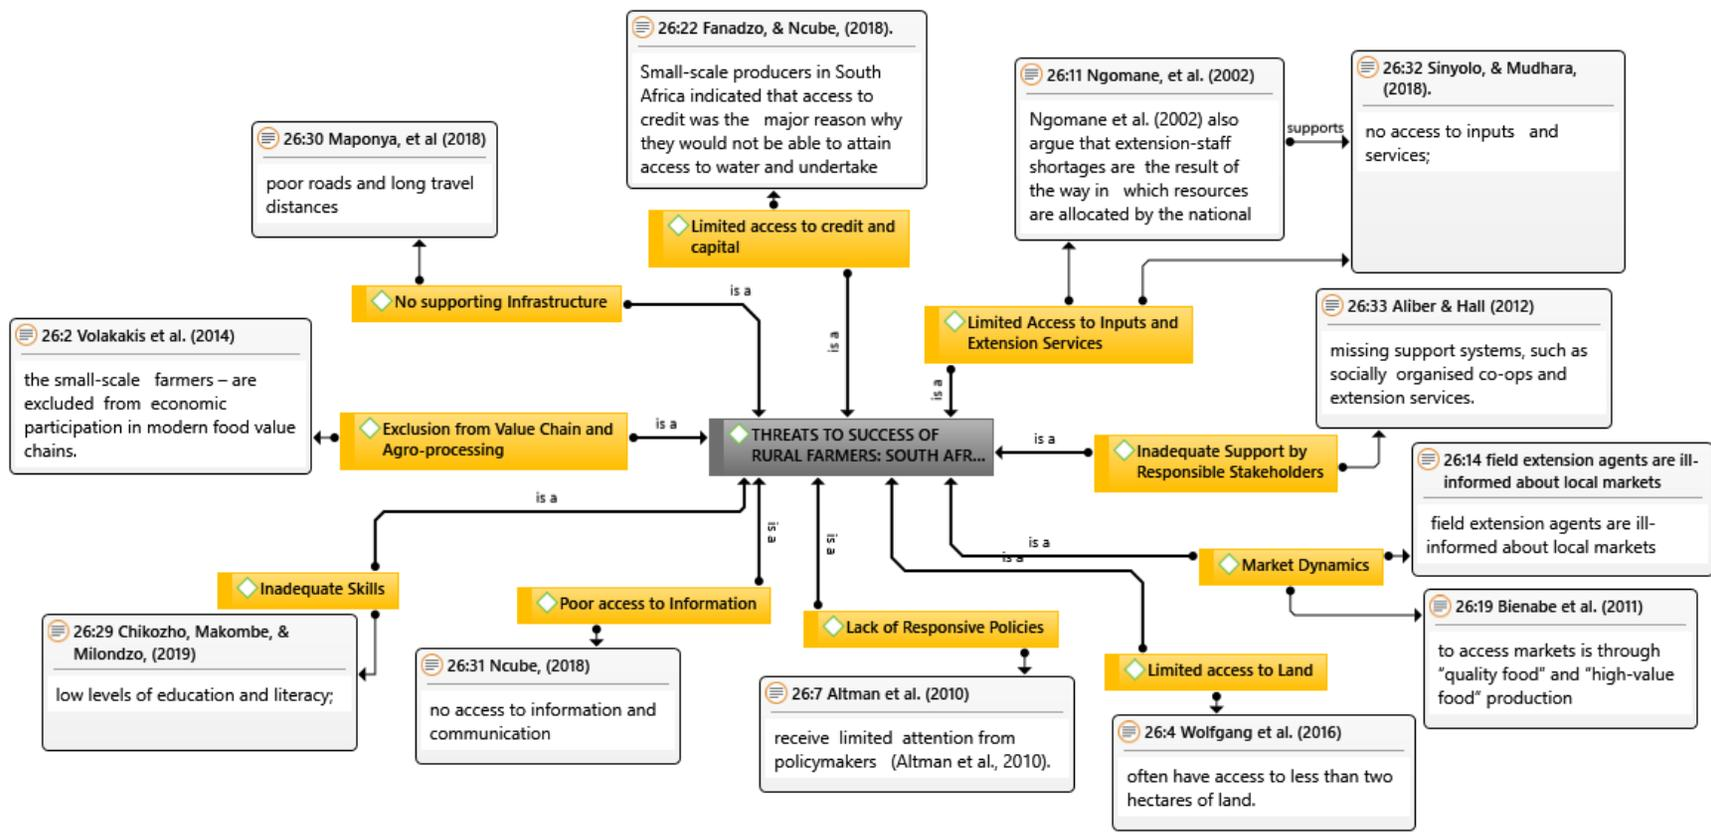 26:22 Fanadzo, & Ncube, (2018).
Small-scale producers in South
Africa indicated that access to
credit was the major reason why
they would not be able to attain
access to water and undertake
26:11 Ngomane, et al. (2002)
Ngomane et al. (2002) also
argue that extension-staff
shortages are the result of
the way in which resources
are allocated by the national
supports
26:32 Sinyolo, & Mudhara,
(2018).
no access to inputs and
services;
26:30 Maponya, et al (2018)
poor roads and long travel
distances
Limited access to credit and
capital
No supporting Infrastructure
is a
is a
Limited Access to Inputs and
Extension Services
is a
26:33 Aliber & Hall (2012)
missing support systems, such as
socially organised co-ops and
extension services.
26:2 Volakakis et al. (2014)
the small-scale farmers – are
excluded from economic
participation in modern food value
chains.
Exclusion from Value Chain and
Agro-processing
is a
THREATS TO SUCCESS OF
RURAL FARMERS: SOUTH AFR...
is a
Inadequate Support by
Responsible Stakeholders
26:14 field extension agents are ill-
informed about local markets
field extension agents are ill-
informed about local markets
is a
is a
is a
is a
is a
Market Dynamics
Inadequate Skills
26:29 Chikozho, Makombe, &
Milondzo, (2019)
low levels of education and literacy;
Poor access to Information
26:31 Ncube, (2018)
no access to information and
communication
Lack of Responsive Policies
26:7 Altman et al. (2010)
receive limited attention from
policymakers (Altman et al., 2010).
Limited access to Land
26:4 Wolfgang et al. (2016)
often have access to less than two
hectares of land.
26:19 Bienabe et al. (2011)
to access markets is through
“quality food” and “high-value
food” production